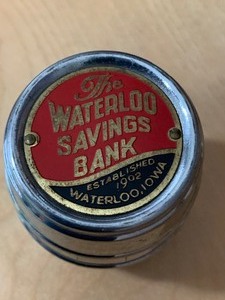 The
WATERLOO
SAVINGS
BANK
ESTABLISHED
1902
WATERLOO, IOWA